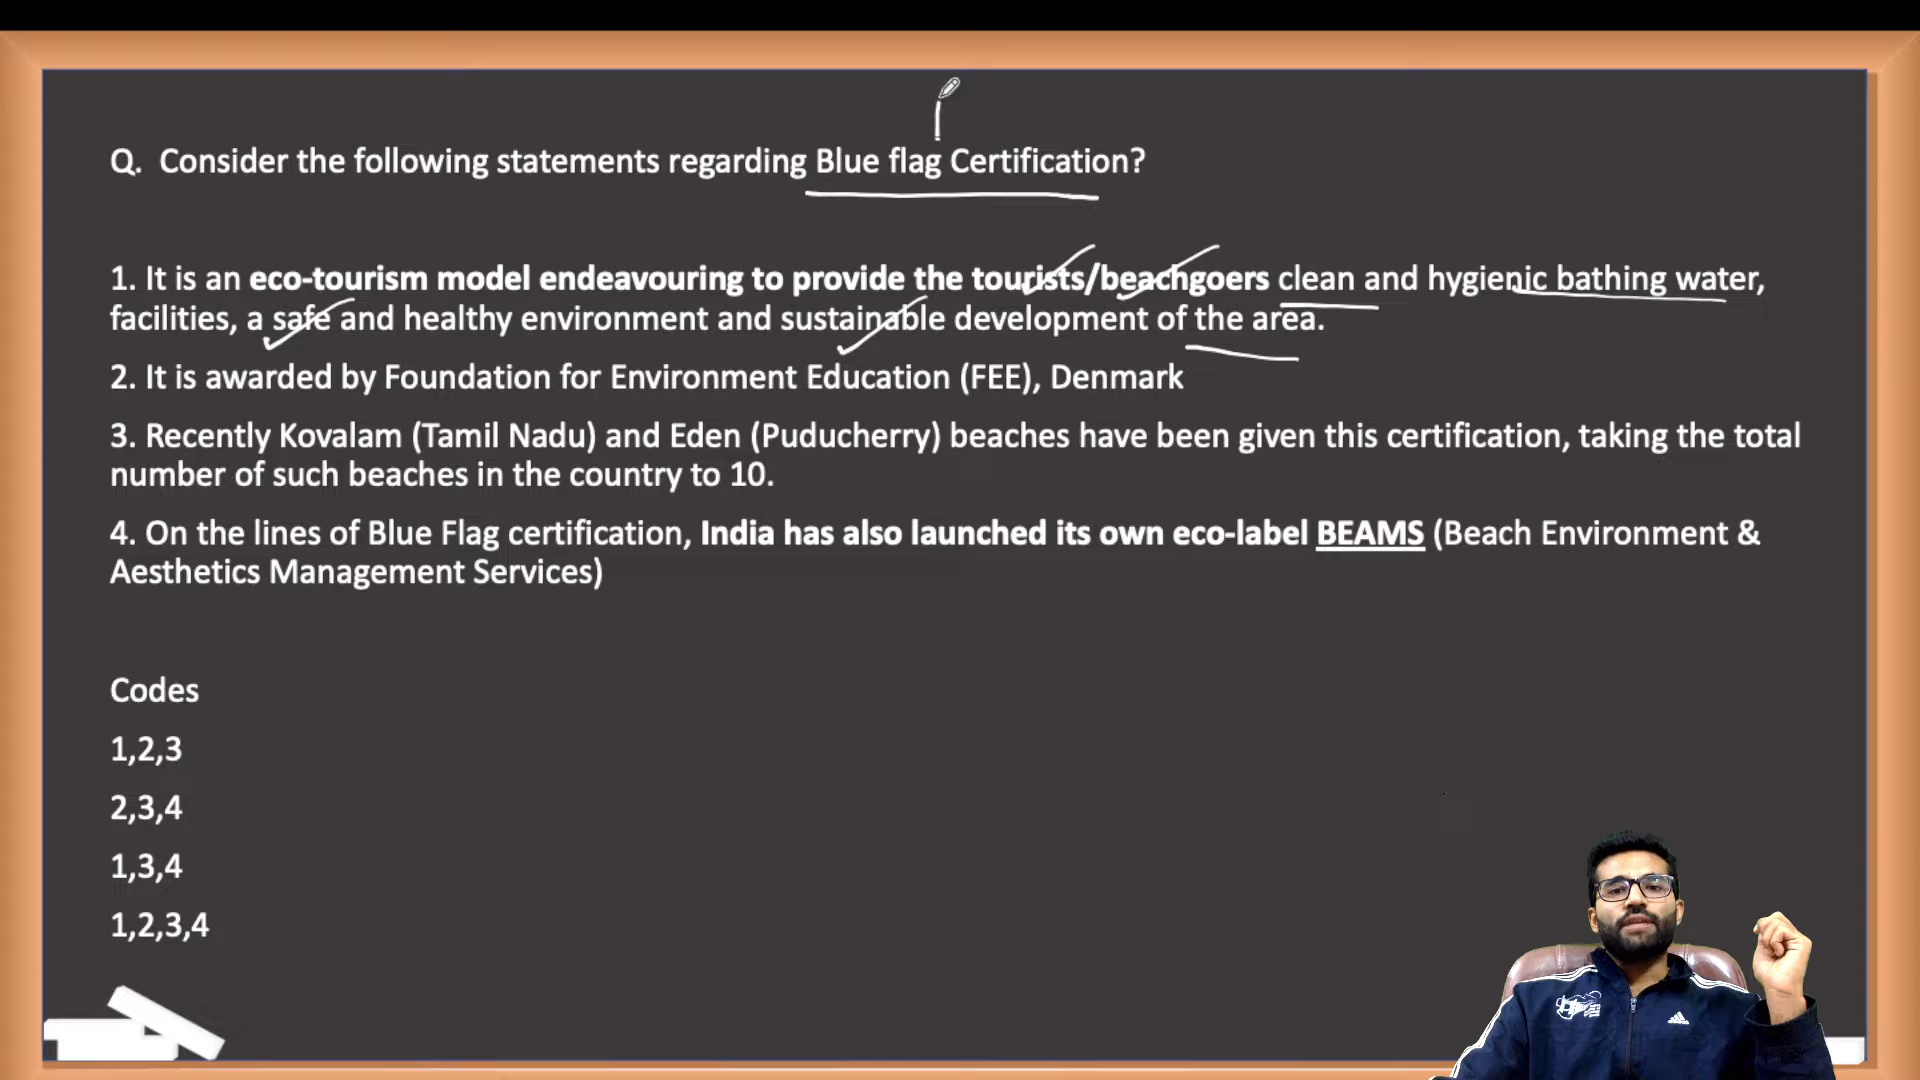 Q. Consider the following statements regarding Blue flag Certification?
1. It is an eco-tourism model endeavouring to provide the tourists/beachgoers clean and hygienic bathing water,
facilities, a safe and healthy environment and sustainable development of the area.
2. It is awarded by Foundation for Environment Education (FEE), Denmark
3. Recently Kovalam (Tamil Nadu) and Eden (Puducherry) beaches have been given this certification, taking the total
number of such beaches in the country to 10.
4. On the lines of Blue Flag certification, India has also launched its own eco-label BEAMS (Beach Environment &
Aesthetics Management Services)
Codes
1,2,3
2,3,4
1,3,4
1,2,3,4